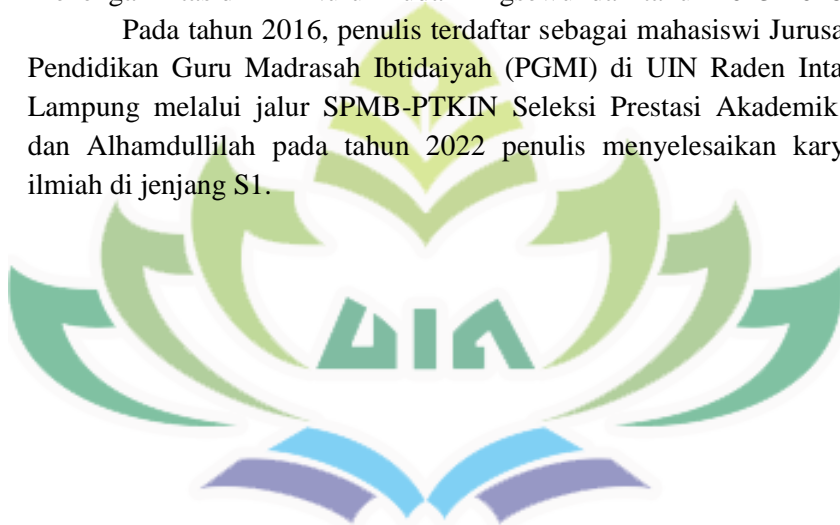 Pada tahun 2016, penulis terdaftar sebagai mahasiswi Jurusa
Pendidikan Guru Madrasah Ibtidaiyah (PGMI) di UIN Raden Inta
Lampung melalui jalur SPMB-PTKIN Seleksi Prestasi Akademik
dan Alhamdullilah pada tahun 2022 penulis menyelesaikan kary
ilmiah di jenjang S1.
UIN